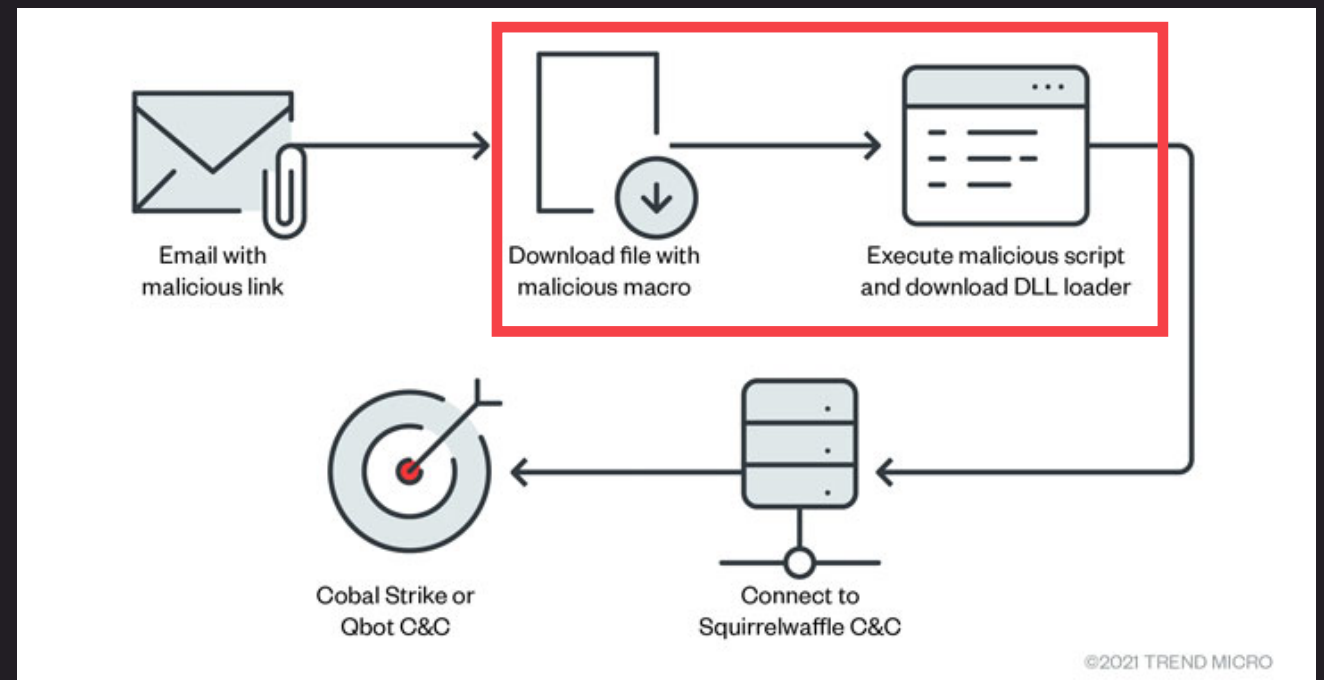 Email with
malicious link
Download file with
malicious macro
Execute malicious script
and download DLL loader
Cobal Strike or
Qbot C&C
Connect to
Squirrelwaffle C&C
©2021 TREND MICRO